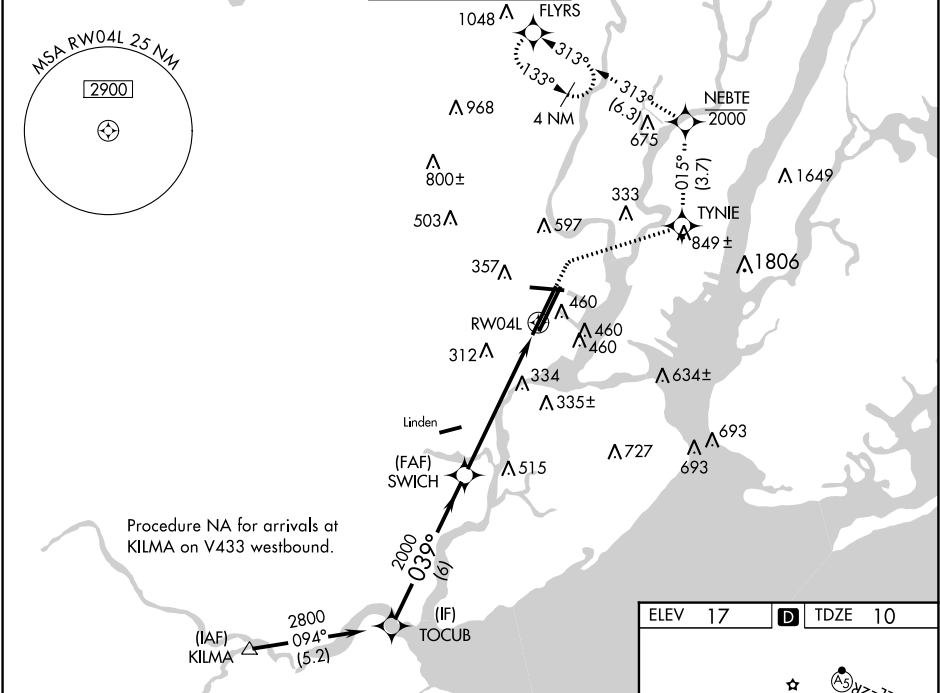 MSA RW04L 25 NM
2900
1048
FLYRS
313°
133°
4 NM
313°
(6.3)
NEBTE
2000
675
968
800±
503
597
333
015°
(3.7)
TYNIE
849±
1649
1806
357
RW04L
460
460
460
312
334
335±
634±
Linden
(FAF)
SWICH
515
727
693
693
Procedure NA for arrivals at
KILMA on V433 westbound.
2000
039°
(6)
(IAF)
KILMA
2800
094°
(5.2)
(IF)
TOCUB
ELEV 17 D TDZE 10
A5